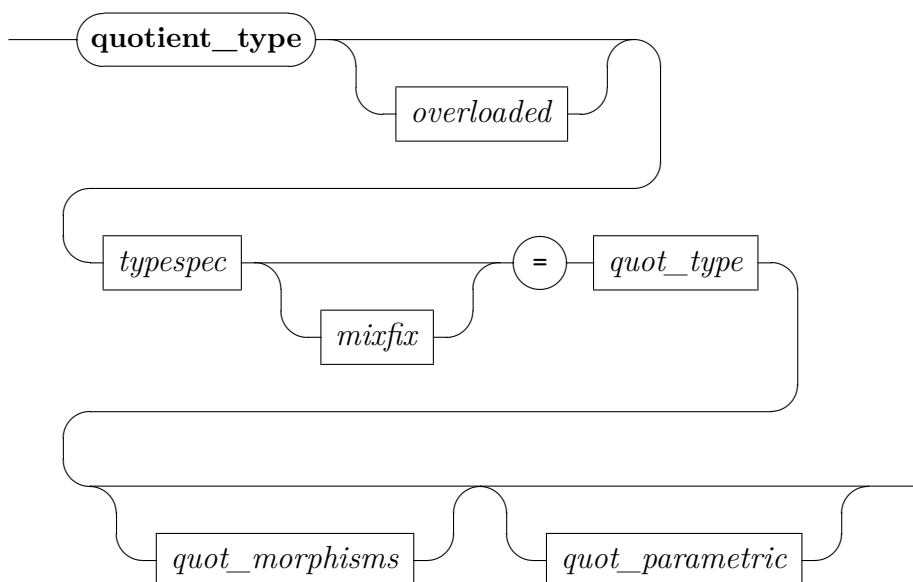 quotient_type
overloaded
typespec = quot_type
mixfix
quot_morphisms quot_parametric